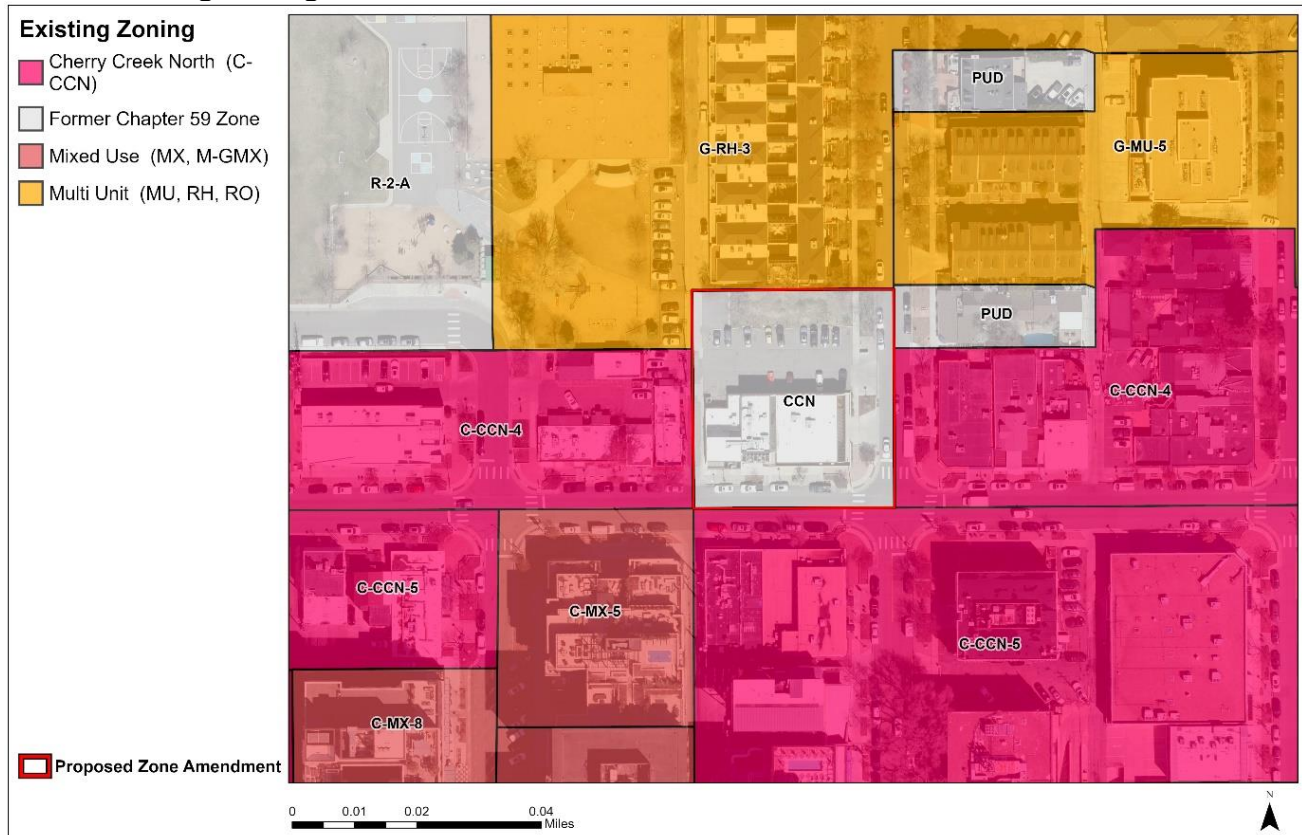 Existing Zoning
Cherry Creek North (C-
CCN)
Former Chapter 59 Zone
Mixed Use (MX, M-GMX)
Multi Unit (MU, RH, RO)
Proposed Zone Amendment
PUD
G-MU-5
G-RH-3
R-2-A
PUD
CCN
C-CCN-4
C-CCN-4
C-CCN-5
C-MX-5
C-CCN-5
C-MX-8
0 0.01 0.02 0.04
Miles
N